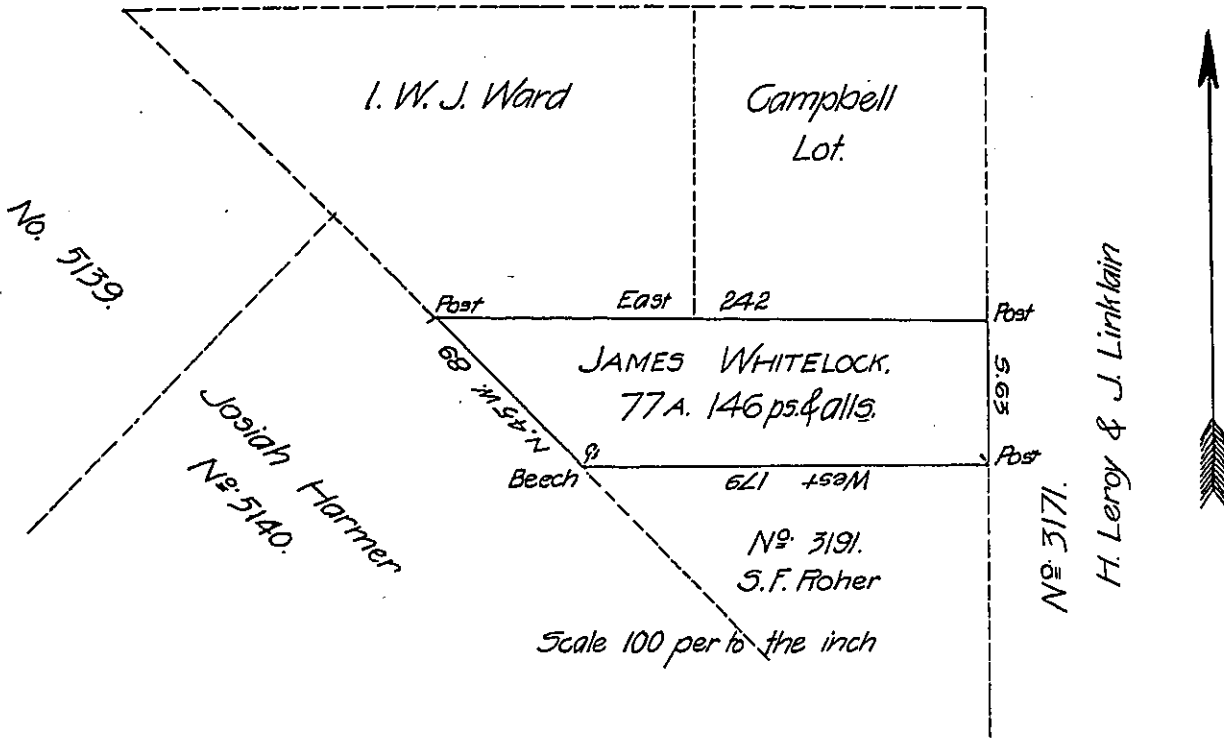 I. W. J. Ward
Campbell
Lot.
No. 5139.
Post
East 242
Post
JAMES WHITELOCK.
77A. 146 ps. & alls.
S. 63
N. 45 W. 89
Josiah Harmer
Nº 5140.
Beech
West 179
Post
Nº 3191.
S. F. Roher
Nº 3171.
H. Leroy & J. Linklain
Scale 100 per to the inch